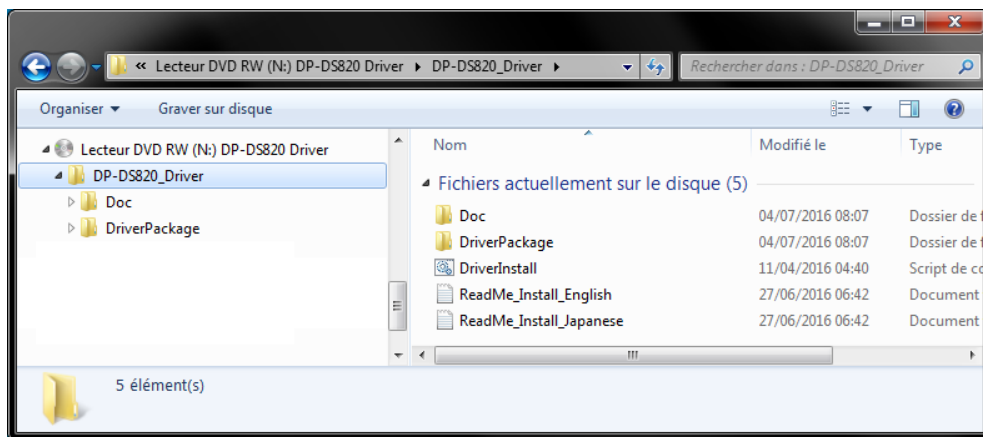 « Lecteur DVD RW (N:) DP-DS820 Driver ▸ DP-DS820_Driver ▸ Rechercher dans : DP-DS820_Driver
Organiser Graver sur disque
Lecteur DVD RW (N:) DP-DS820 Driver
DP-DS820_Driver
Doc
DriverPackage
Nom Modifié le Type
Fichiers actuellement sur le disque (5)
Doc 04/07/2016 08:07 Dossier de f
DriverPackage 04/07/2016 08:07 Dossier de f
DriverInstall 11/04/2016 04:40 Script de co
ReadMe_Install_English 27/06/2016 06:42 Document
ReadMe_Install_Japanese 27/06/2016 06:42 Document
5 élément(s)